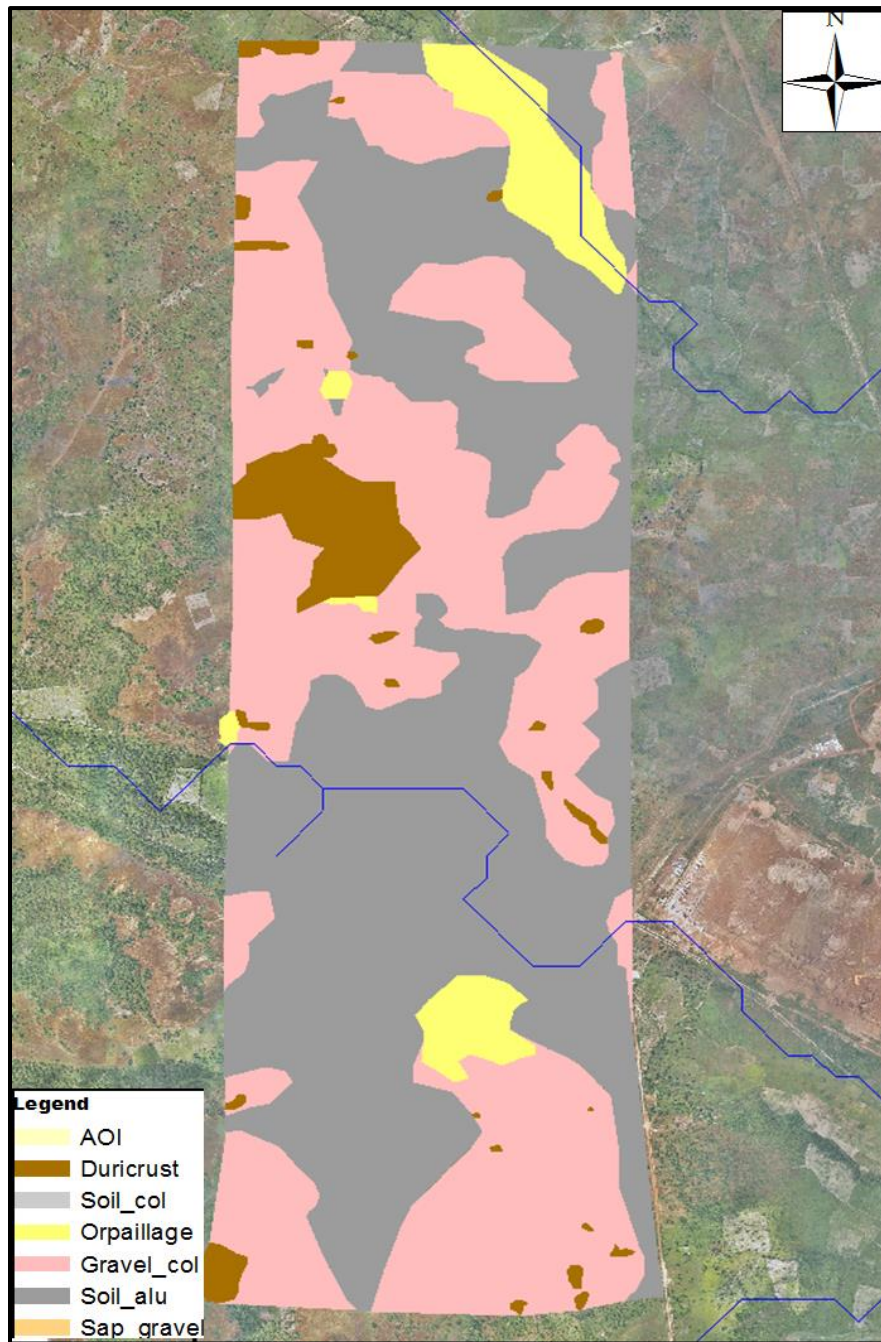 N
Legend
AOI
Duricrust
Soil_col
Orpaillage
Gravel_col
Soil_alu
Sap_gravel